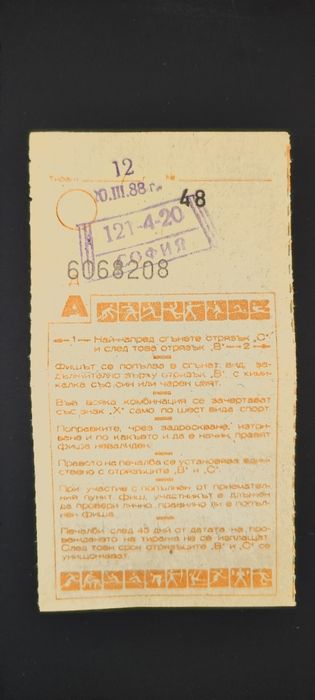 12
Тираж № 48
10.III.88 г.
121-4-20
СОФИЯ
6068208
А
А
←1— Най-напред сгънете отрязък „С"
и след това отрязък „В" —2→
Фишът се попълва в сгънат вид, за-
дължително върху отрязък „В", с хими-
калка със син или черен цвят.
Във всяка комбинация се зачертават
със знак „Х" само по шест вида спорт.
Поправките, чрез задраскване, изтри-
ване и по какъвто и да е начин, правят
фиша невалиден.
Правото на печалба се установява един-
ствено с отрязъците „В" и „С".
При участие с попълнен от приемател-
ния пункт фиш, участникът е длъжен
да провери лично, правилно ли е попъл-
нен фиша.
Печалби след 45 дни от датата на про-
веждането на тиража не се изплащат.
След този срок отрязъците „В" и „С" се
унищожават.